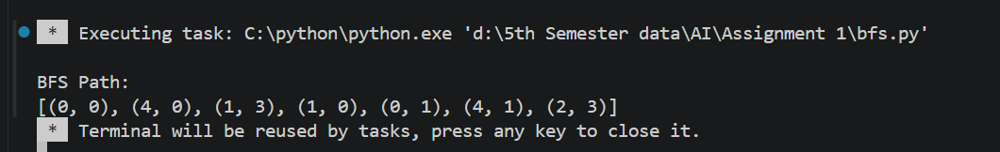 * Executing task: C:\python\python.exe 'd:\5th Semester data\AI\Assignment 1\bfs.py'
BFS Path:
[(0, 0), (4, 0), (1, 3), (1, 0), (0, 1), (4, 1), (2, 3)]
* Terminal will be reused by tasks, press any key to close it.